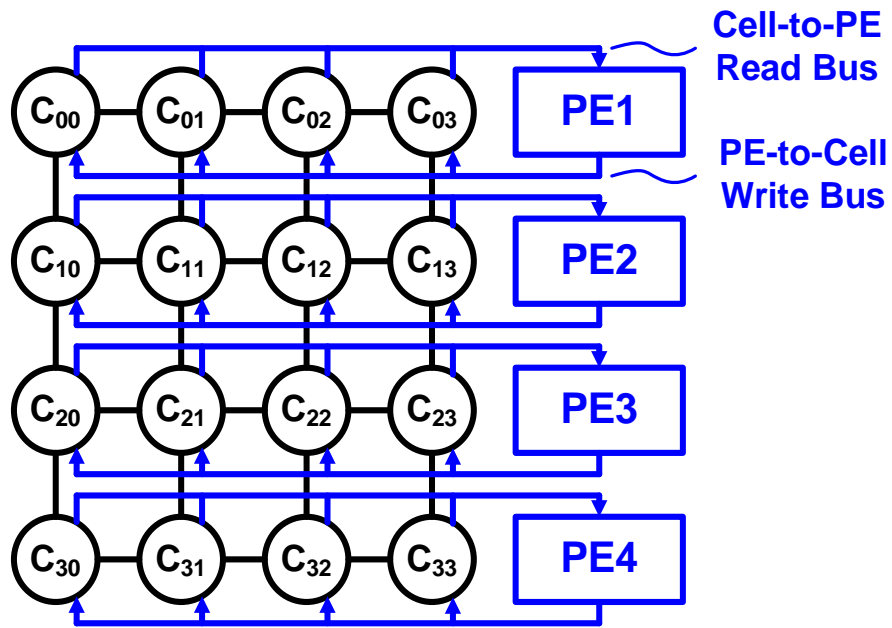 Cell-to-PE
Read Bus
C00 C01 C02 C03 PE1
PE-to-Cell
Write Bus
C10 C11 C12 C13 PE2
C20 C21 C22 C23 PE3
C30 C31 C32 C33 PE4